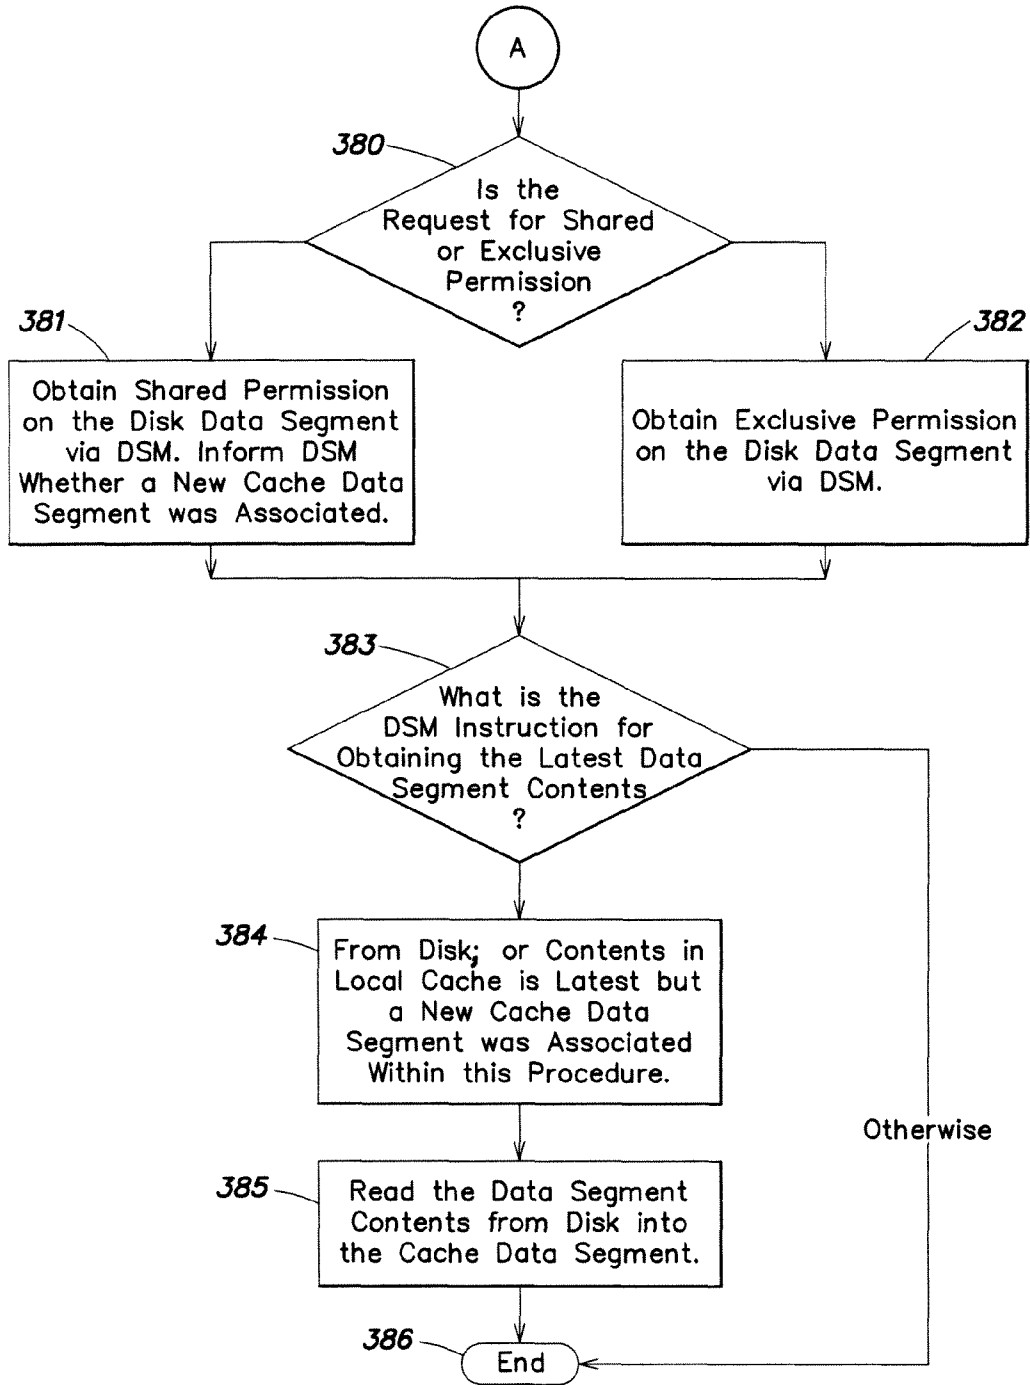 A
380
Is the
Request for Shared
or Exclusive
Permission
?
381
Obtain Shared Permission
on the Disk Data Segment
via DSM. Inform DSM
Whether a New Cache Data
Segment was Associated.
382
Obtain Exclusive Permission
on the Disk Data Segment
via DSM.
383
What is the
DSM Instruction for
Obtaining the Latest Data
Segment Contents
?
384
From Disk; or Contents in
Local Cache is Latest but
a New Cache Data
Segment was Associated
Within this Procedure.
Otherwise
385
Read the Data Segment
Contents from Disk into
the Cache Data Segment.
386
End